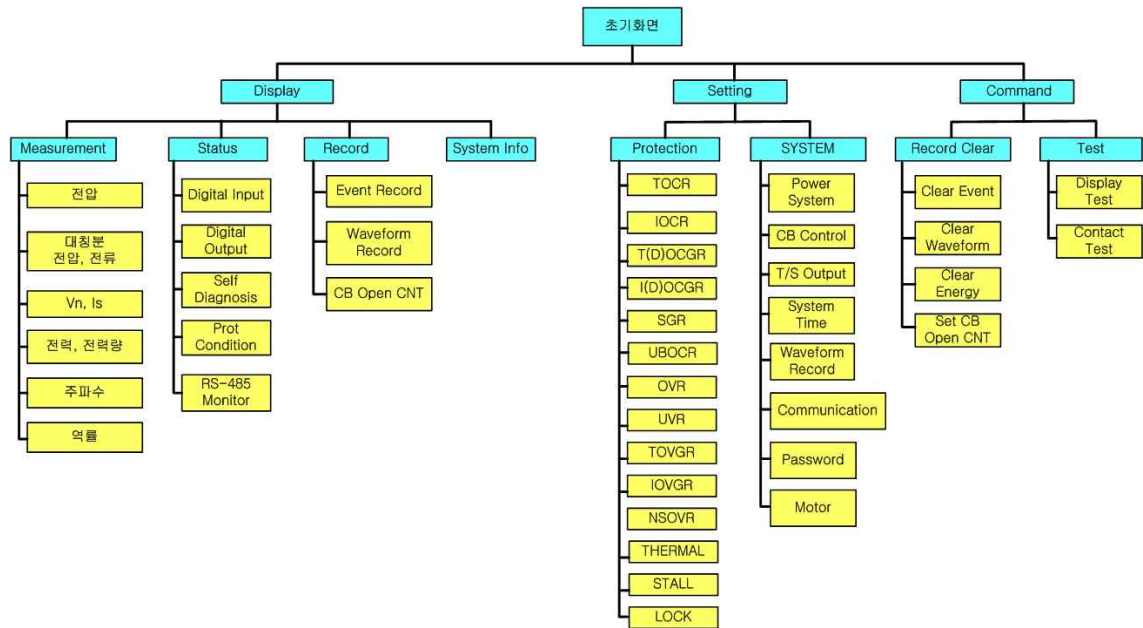 초기화면
Display
Setting
Command
Measurement
Status
Record
System Info
Protection
SYSTEM
Record Clear
Test
전압
대칭분
전압, 전류
Vn, Is
전력, 전력량
주파수
역률
Digital Input
Digital
Output
Self
Diagnosis
Prot
Condition
RS-485
Monitor
Event Record
Waveform
Record
CB Open CNT
TOCR
IOCR
T(D)OCGR
I(D)OCGR
SGR
UBOCR
OVR
UVR
TOVGR
IOVGR
NSOVR
THERMAL
STALL
LOCK
Power
System
CB Control
T/S Output
System
Time
Waveform
Record
Communication
Password
Motor
Clear Event
Clear
Waveform
Clear
Energy
Set CB
Open CNT
Display
Test
Contact
Test